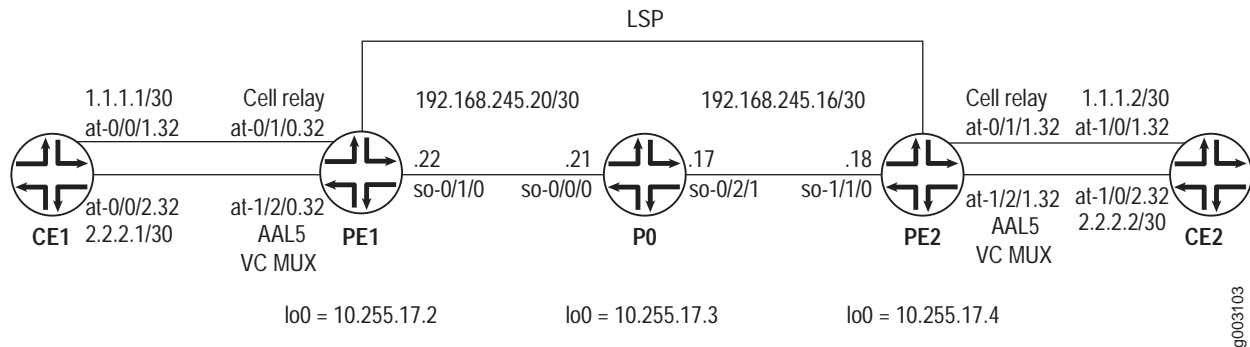 LSP
1.1.1.1/30
at-0/0/1.32
Cell relay
at-0/1/0.32
192.168.245.20/30
192.168.245.16/30
Cell relay
at-0/1/1.32
1.1.1.2/30
at-1/0/1.32
.22
so-0/1/0
.21
so-0/0/0
.17
so-0/2/1
.18
so-1/1/0
at-0/0/2.32
2.2.2.1/30
at-1/2/0.32
AAL5
VC MUX
at-1/2/1.32
AAL5
VC MUX
at-1/0/2.32
2.2.2.2/30
CE1
PE1
P0
PE2
CE2
lo0 = 10.255.17.2
lo0 = 10.255.17.3
lo0 = 10.255.17.4
g003103